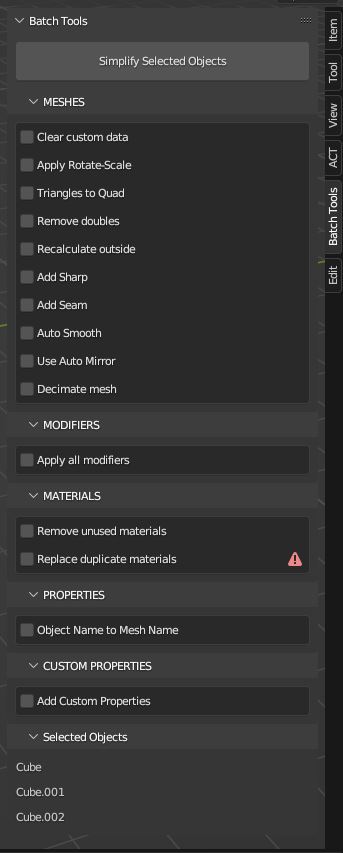 Batch Tools
Simplify Selected Objects
MESHES
Clear custom data
Apply Rotate-Scale
Triangles to Quad
Remove doubles
Recalculate outside
Add Sharp
Add Seam
Auto Smooth
Use Auto Mirror
Decimate mesh
MODIFIERS
Apply all modifiers
MATERIALS
Remove unused materials
Replace duplicate materials
PROPERTIES
Object Name to Mesh Name
CUSTOM PROPERTIES
Add Custom Properties
Selected Objects
Cube
Cube.001
Cube.002
Item
Tool
View
ACT
Batch Tools
Edit